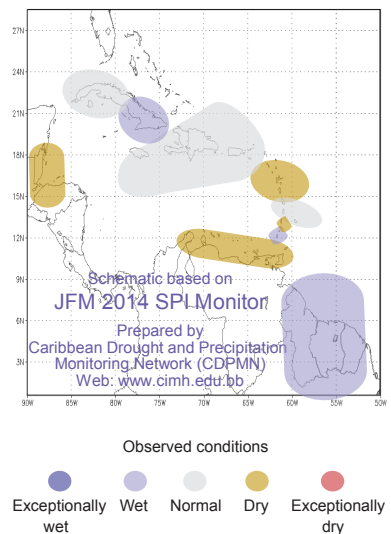 27N
24N
21N
18N
15N
12N
9N
6N
3N
Schematic based on
JFM 2014 SPI Monitor
Prepared by
Caribbean Drought and Precipitation
Monitoring Network (CDPMN)
Web: www.cimh.edu.bb
90W 85W 80W 75W 70W 65W 60W 55W 50W
Observed conditions
Exceptionally wet
Wet
Normal
Dry
Exceptionally dry